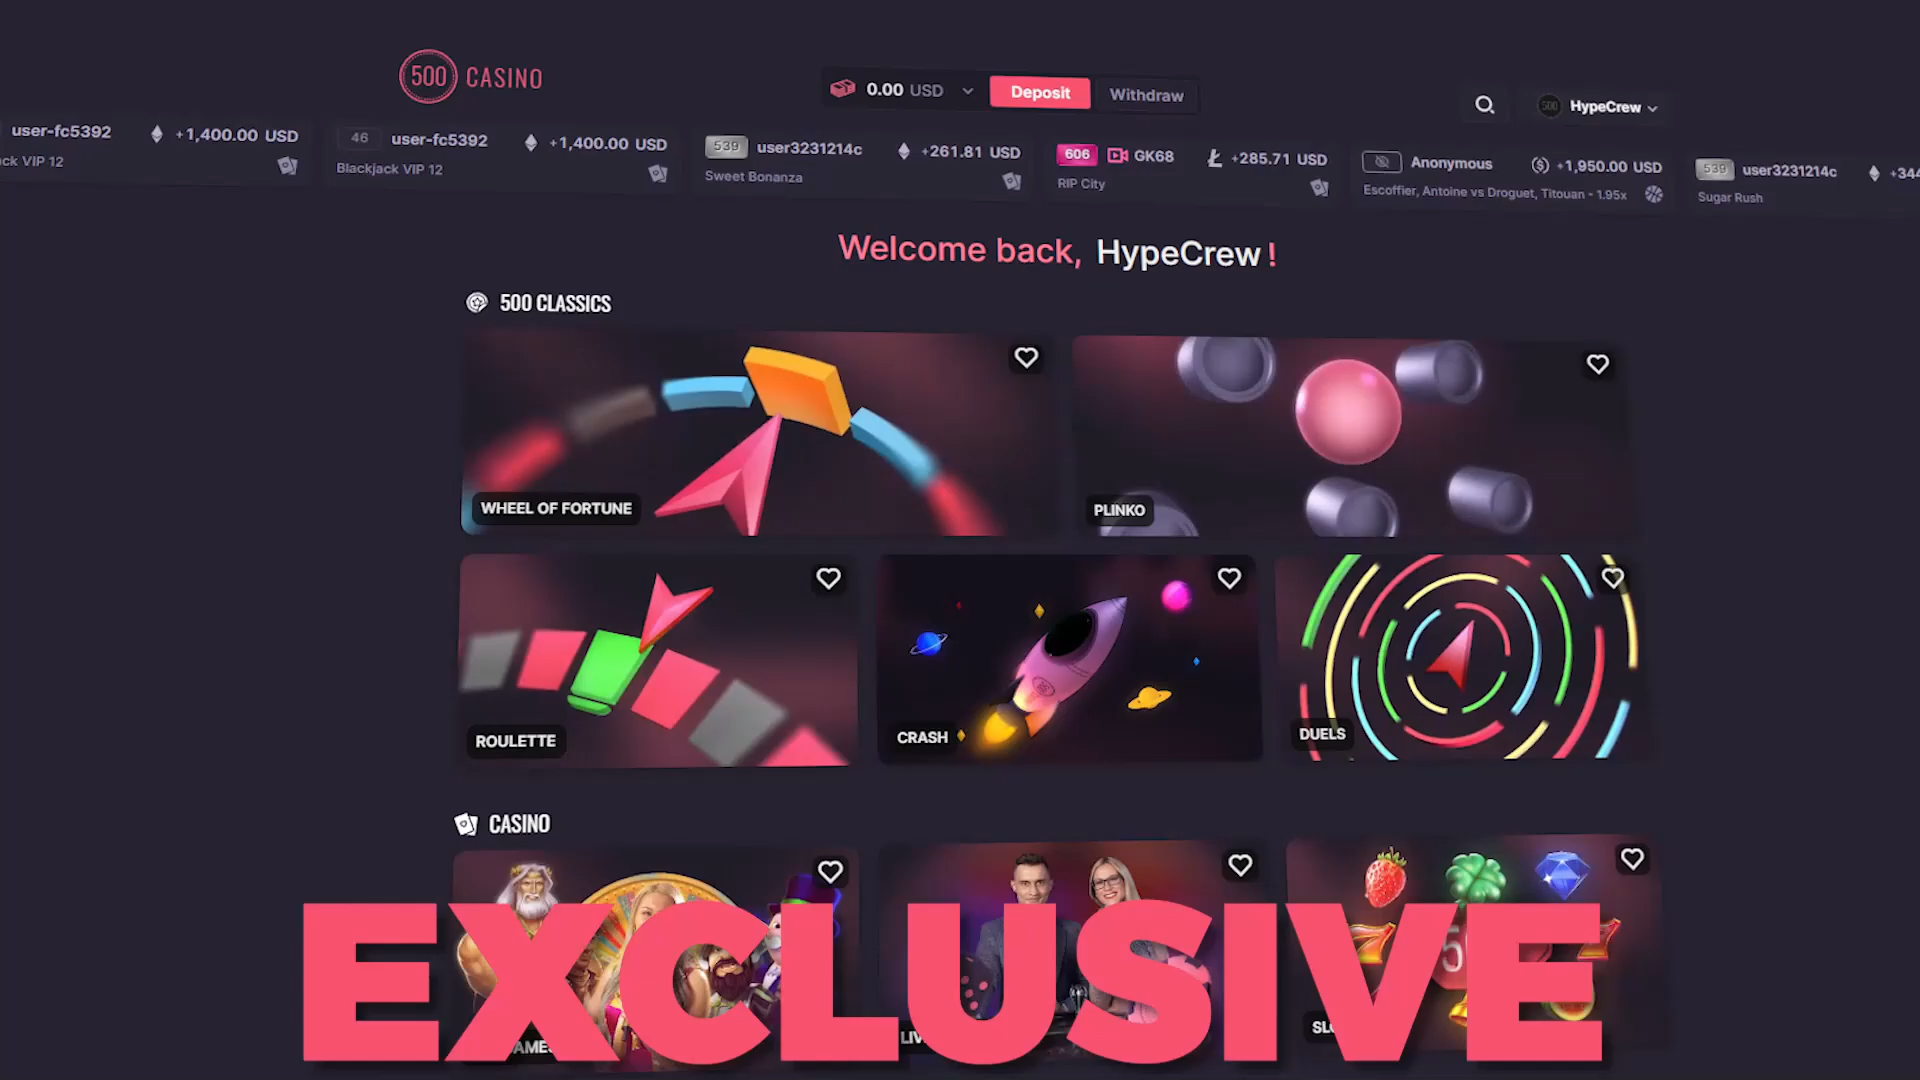 500 CASINO
0.00 USD
Deposit
Withdraw
500 HypeCrew
user-fc5392 +1,400.00 USD
ck VIP 12
46 user-fc5392 +1,400.00 USD
Blackjack VIP 12
539 user3231214c +261.81 USD
Sweet Bonanza
606 GK68 +285.71 USD
RIP City
Anonymous +1,950.00 USD
Escoffier, Antoine vs Droguet, Titouan - 1.95x
539 user3231214c +344
Sugar Rush
Welcome back, HypeCrew !
500 CLASSICS
WHEEL OF FORTUNE
PLINKO
ROULETTE
CRASH
DUELS
CASINO
EXCLUSIVE